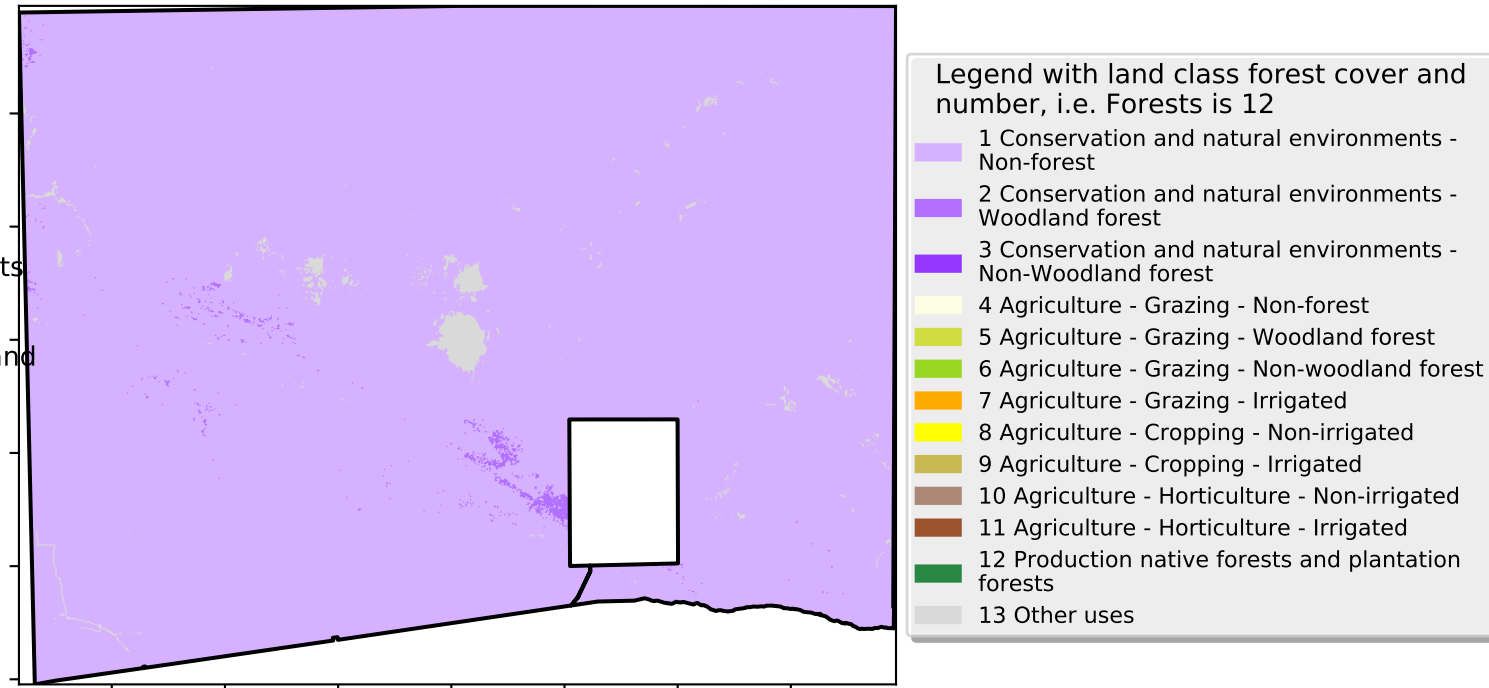 Legend with land class forest cover and
number, i.e. Forests is 12
1 Conservation and natural environments -
Non-forest
2 Conservation and natural environments -
Woodland forest
3 Conservation and natural environments -
Non-Woodland forest
ts
4 Agriculture - Grazing - Non-forest
5 Agriculture - Grazing - Woodland forest
nd
6 Agriculture - Grazing - Non-woodland forest
7 Agriculture - Grazing - Irrigated
8 Agriculture - Cropping - Non-irrigated
9 Agriculture - Cropping - Irrigated
10 Agriculture - Horticulture - Non-irrigated
11 Agriculture - Horticulture - Irrigated
12 Production native forests and plantation
forests
13 Other uses